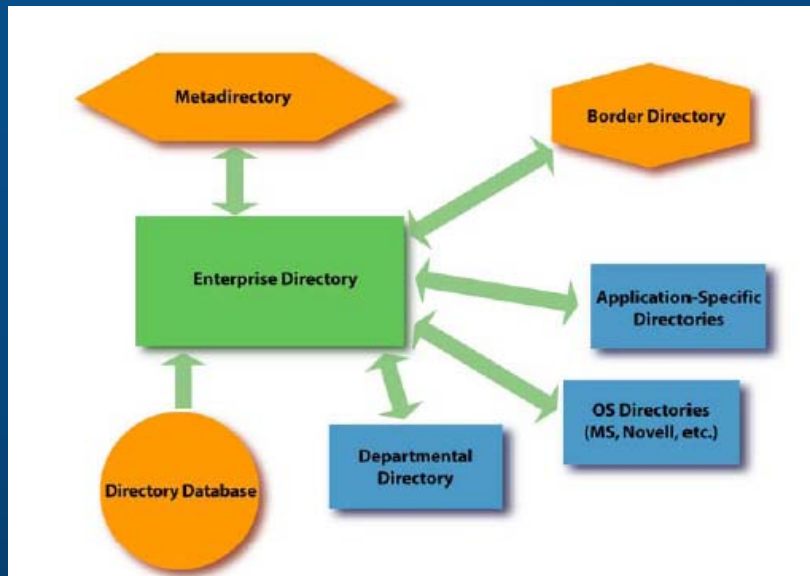 Metadirectory
Border Directory
Enterprise Directory
Application-Specific
Directories
OS Directories
(MS, Novell, etc.)
Departmental
Directory
Directory Database